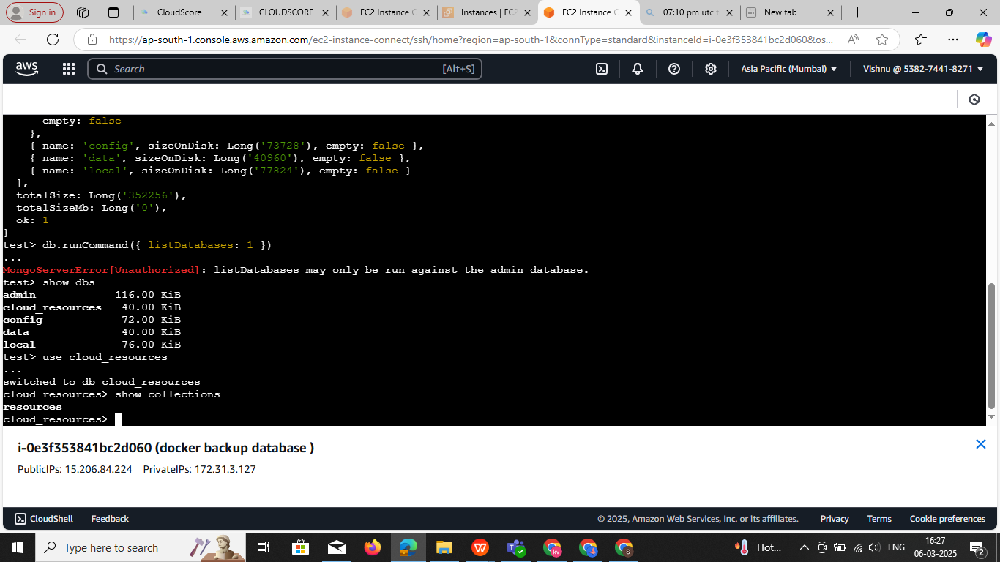 Sign in
CloudScore
CLOUDSCORE
EC2 Instance C
Instances | EC2
EC2 Instance C
07:10 pm utc t
New tab
https://ap-south-1.console.aws.amazon.com/ec2-instance-connect/ssh/home?region=ap-south-1&connType=standard&instanceId=i-0e3f353841bc2d060&os...
aws
Search
[Alt+S]
Asia Pacific (Mumbai)
Vishnu @ 5382-7441-8271
empty: false
},
{ name: 'config', sizeOnDisk: Long('73728'), empty: false },
{ name: 'data', sizeOnDisk: Long('40960'), empty: false },
{ name: 'local', sizeOnDisk: Long('77824'), empty: false }
],
totalSize: Long('352256'),
totalSizeMb: Long('0'),
ok: 1
}
test> db.runCommand({ listDatabases: 1 })
...
MongoServerError[Unauthorized]: listDatabases may only be run against the admin database.
test> show dbs
admin 116.00 KiB
cloud_resources 40.00 KiB
config 72.00 KiB
data 40.00 KiB
local 76.00 KiB
test> use cloud_resources
...
switched to db cloud_resources
cloud_resources> show collections
resources
cloud_resources>
i-0e3f353841bc2d060 (docker backup database )
PublicIPs: 15.206.84.224 PrivateIPs: 172.31.3.127
CloudShell
Feedback
© 2025, Amazon Web Services, Inc. or its affiliates.
Privacy
Terms
Cookie preferences
Type here to search
Hot...
ENG
16:27
06-03-2025
2